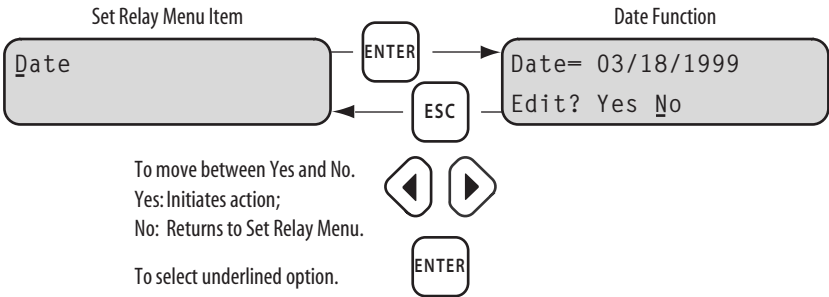 Set Relay Menu Item
Date Function
Date
ENTER
Date= 03/18/1999
Edit? Yes No
ESC
To move between Yes and No.
Yes: Initiates action;
No: Returns to Set Relay Menu.
To select underlined option.
ENTER